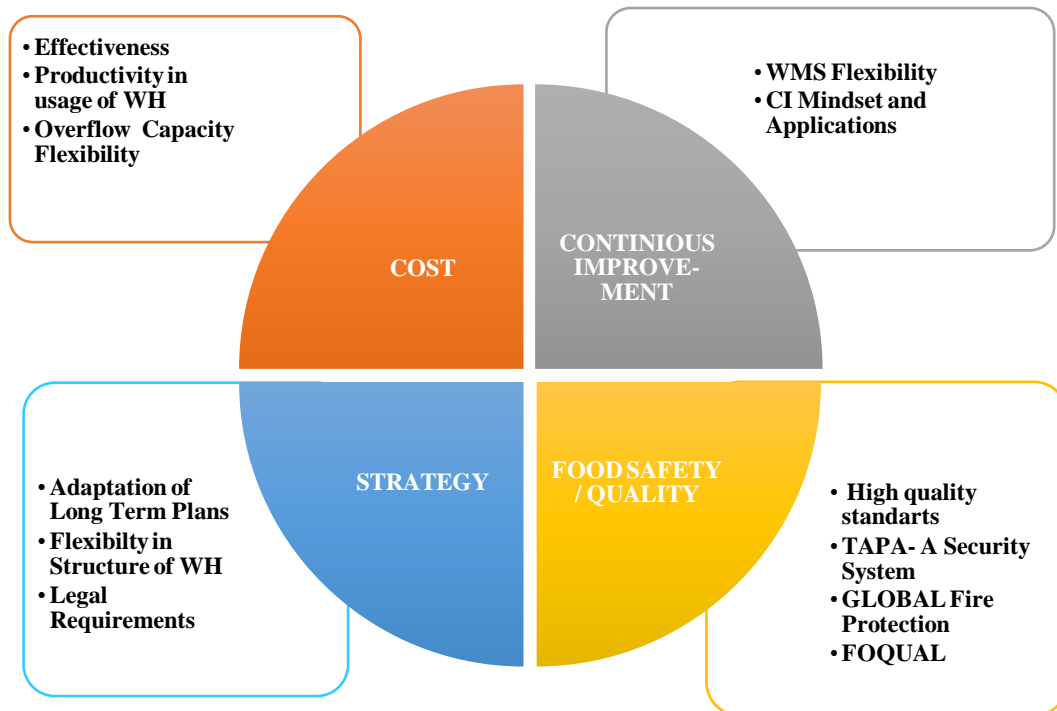 • Effectiveness
• Productivity in
usage of WH
• Overflow Capacity
Flexibility
• WMS Flexibility
• CI Mindset and
Applications
COST
CONTINIOUS
IMPROVE-
MENT
STRATEGY
FOOD SAFETY
/ QUALITY
• Adaptation of
Long Term Plans
• Flexibilty in
Structure of WH
• Legal
Requirements
• High quality
standarts
• TAPA- A Security
System
• GLOBAL Fire
Protection
• FOQUAL